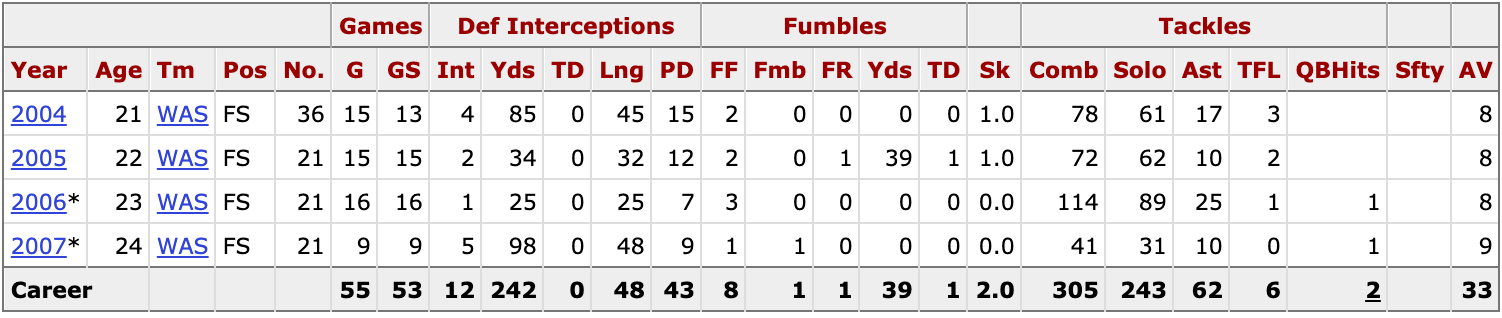 Games Def Interceptions Fumbles Tackles
Year Age Tm Pos No. G GS Int Yds TD Lng PD FF Fmb FR Yds TD Sk Comb Solo Ast TFL QBHits Sfty AV
2004 21 WAS FS 36 15 13 4 85 0 45 15 2 0 0 0 0 1.0 78 61 17 3 8
2005 22 WAS FS 21 15 15 2 34 0 32 12 2 0 1 39 1 1.0 72 62 10 2 8
2006* 23 WAS FS 21 16 16 1 25 0 25 7 3 0 0 0 0 0.0 114 89 25 1 1 8
2007* 24 WAS FS 21 9 9 5 98 0 48 9 1 1 0 0 0 0.0 41 31 10 0 1 9
Career 55 53 12 242 0 48 43 8 1 1 39 1 2.0 305 243 62 6 2 33